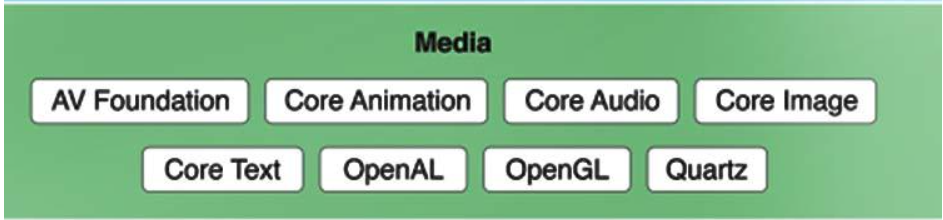 Media
AV Foundation Core Animation Core Audio Core Image
Core Text OpenAL OpenGL Quartz